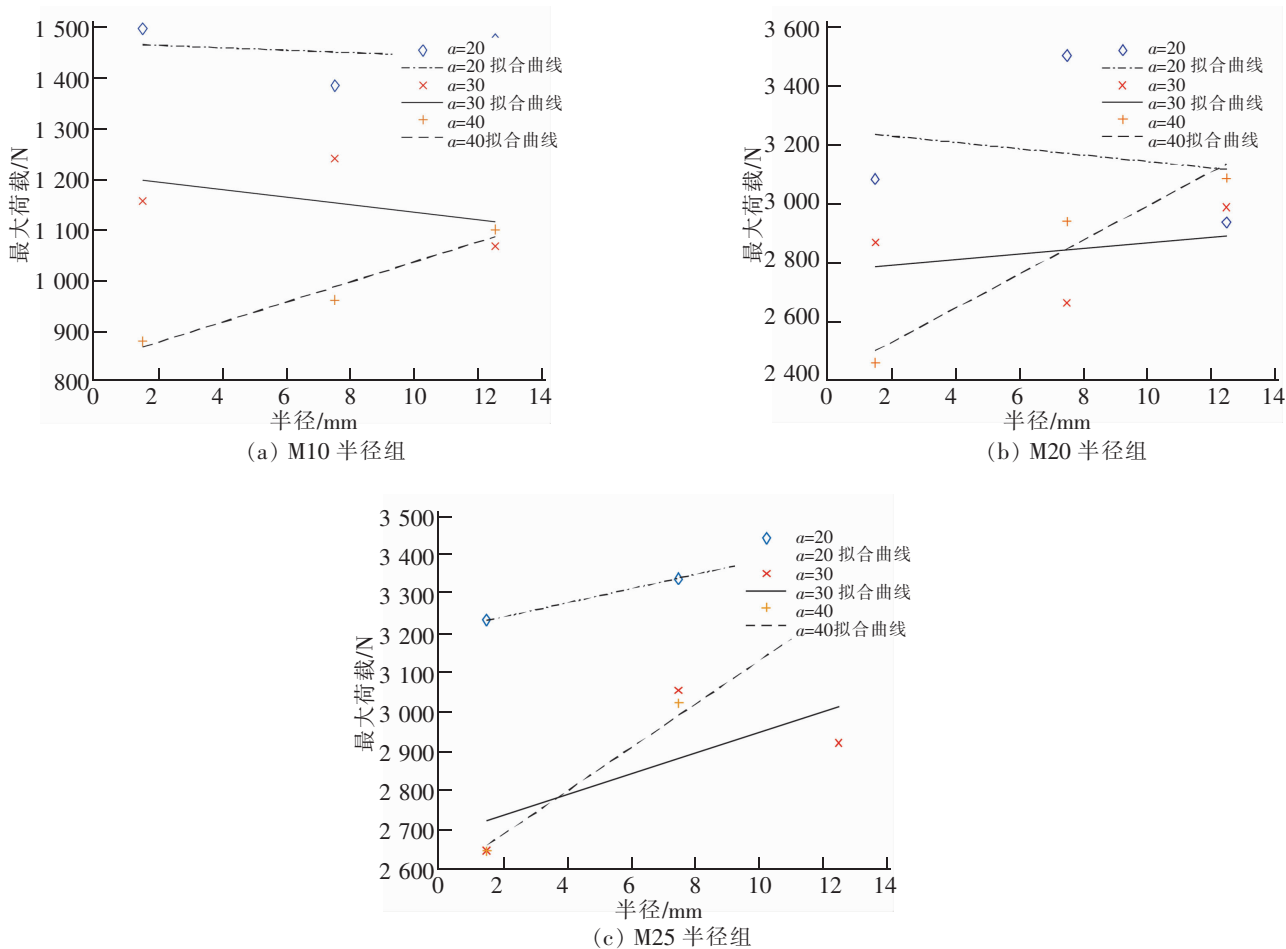 1 500
1 400
1 300
1 200
1 100
1 000
900
800
最大荷载/N
0 2 4 6 8 10 12 14
半径/mm
a=20
a=20 拟合曲线
a=30
a=30 拟合曲线
a=40
a=40拟合曲线
(a) M10 半径组
3 600
3 400
3 200
3 000
2 800
2 600
2 400
最大荷载/N
0 2 4 6 8 10 12 14
半径/mm
a=20
a=20 拟合曲线
a=30
a=30 拟合曲线
a=40
a=40拟合曲线
(b) M20 半径组
3 500
3 400
3 300
3 200
3 100
3 000
2 900
2 800
2 700
2 600
最大荷载/N
0 2 4 6 8 10 12 14
半径/mm
a=20
a=20 拟合曲线
a=30
a=30 拟合曲线
a=40
a=40拟合曲线
(c) M25 半径组